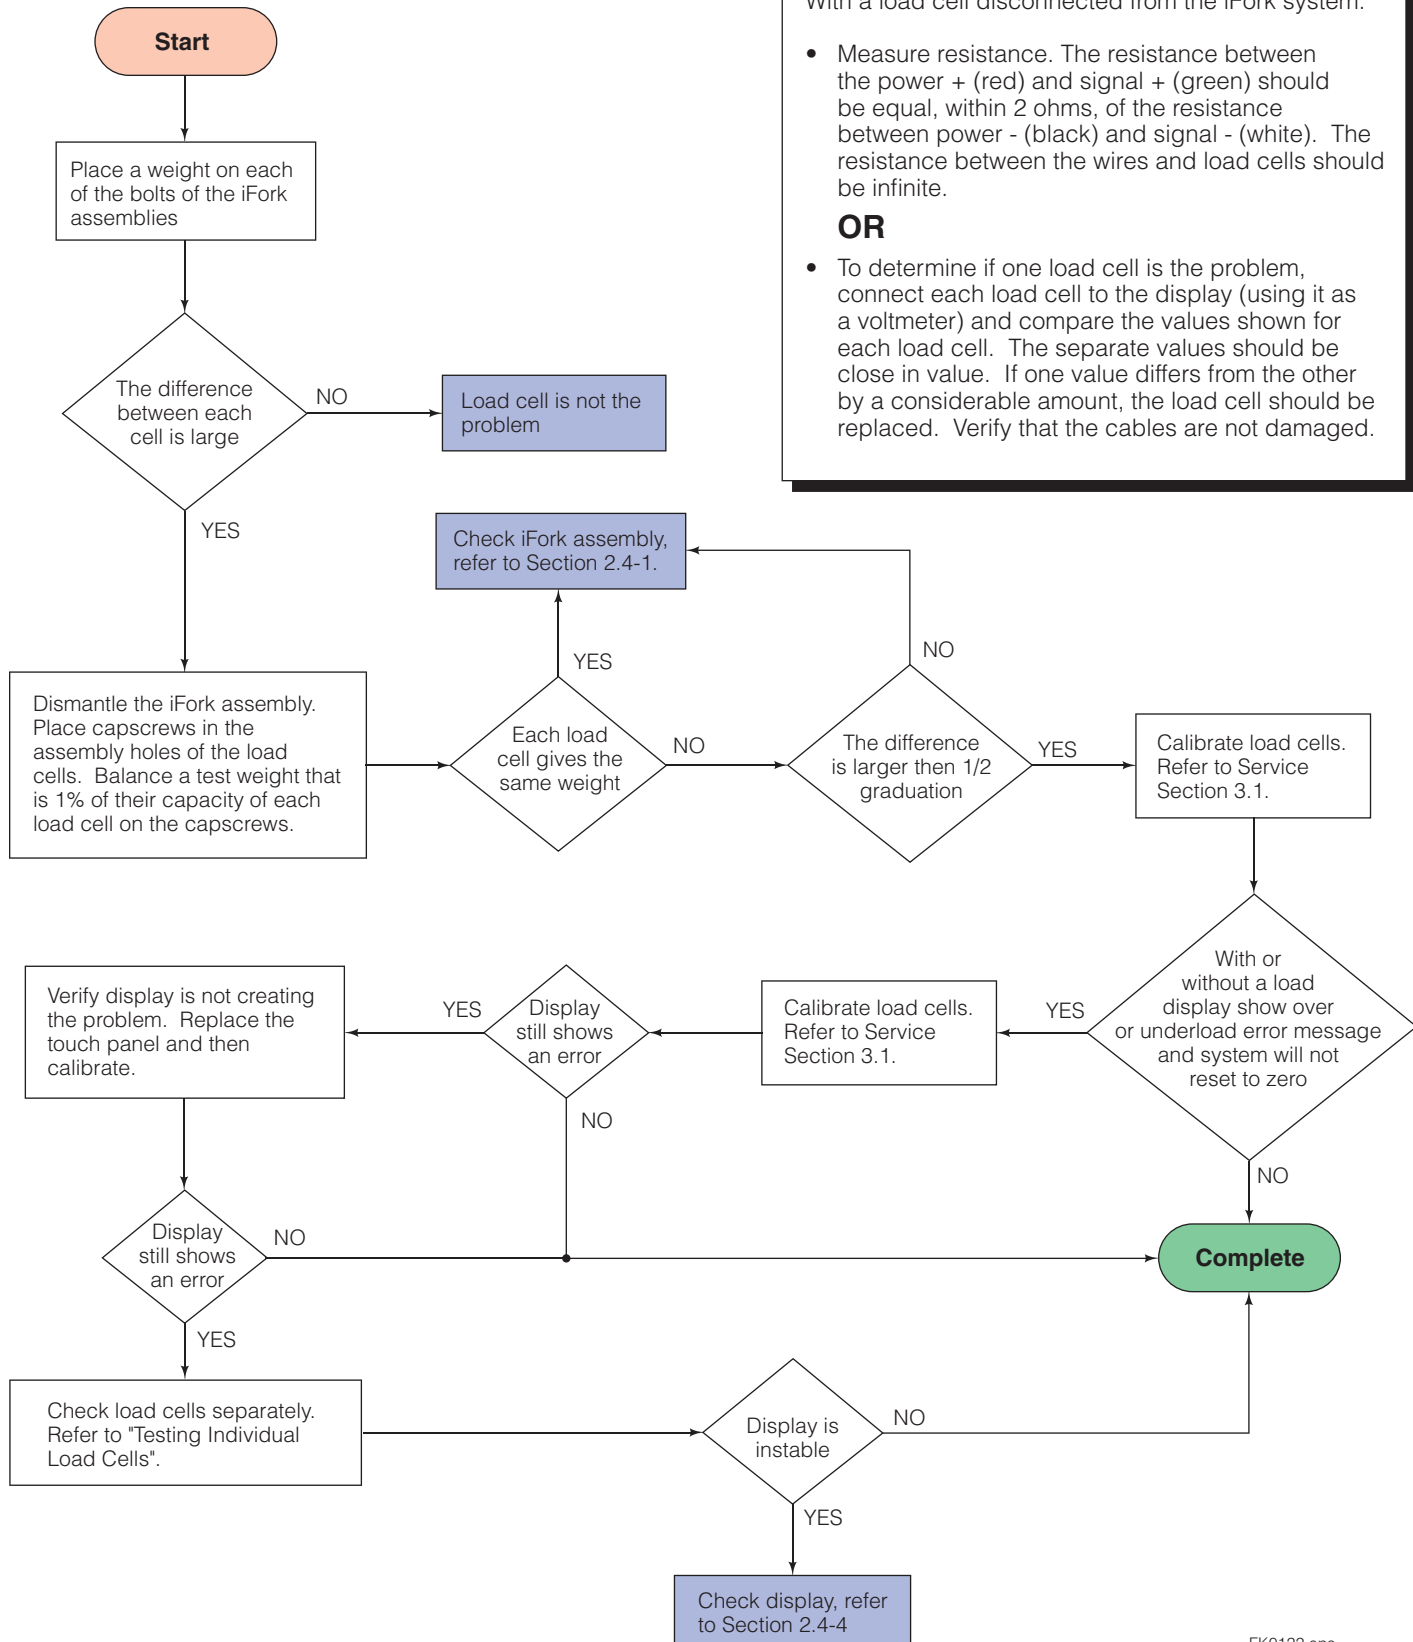 With a load cell disconnected from the iFork system:
• Measure resistance. The resistance between
the power + (red) and signal + (green) should
be equal, within 2 ohms, of the resistance
between power - (black) and signal - (white).  The
resistance between the wires and load cells should
be infinite.
OR
• To determine if one load cell is the problem,
connect each load cell to the display (using it as
a voltmeter) and compare the values shown for
each load cell.  The separate values should be
close in value.  If one value differs from the other
by a considerable amount, the load cell should be
replaced.  Verify that the cables are not damaged.
Start
Place a weight on each
of the bolts of the iFork
assemblies
The difference
between each
cell is large
NO
Load cell is not the
problem
YES
Check iFork assembly,
refer to Section 2.4-1.
Dismantle the iFork assembly.
Place capscrews in the
assembly holes of the load
cells.  Balance a test weight that
is 1% of their capacity of each
load cell on the capscrews.
YES
Each load
cell gives the
same weight
NO
NO
The difference
is larger then 1/2
graduation
YES
Calibrate load cells.
Refer to Service
Section 3.1.
With or
without a load
display show over
or underload error message
and system will not
reset to zero
YES
NO
Calibrate load cells.
Refer to Service
Section 3.1.
Display
still shows
an error
YES
NO
Verify display is not creating
the problem.  Replace the
touch panel and then
calibrate.
Display
still shows
an error
NO
YES
Complete
Check load cells separately.
Refer to "Testing Individual
Load Cells".
Display is
instable
NO
YES
Check display, refer
to Section 2.4-4